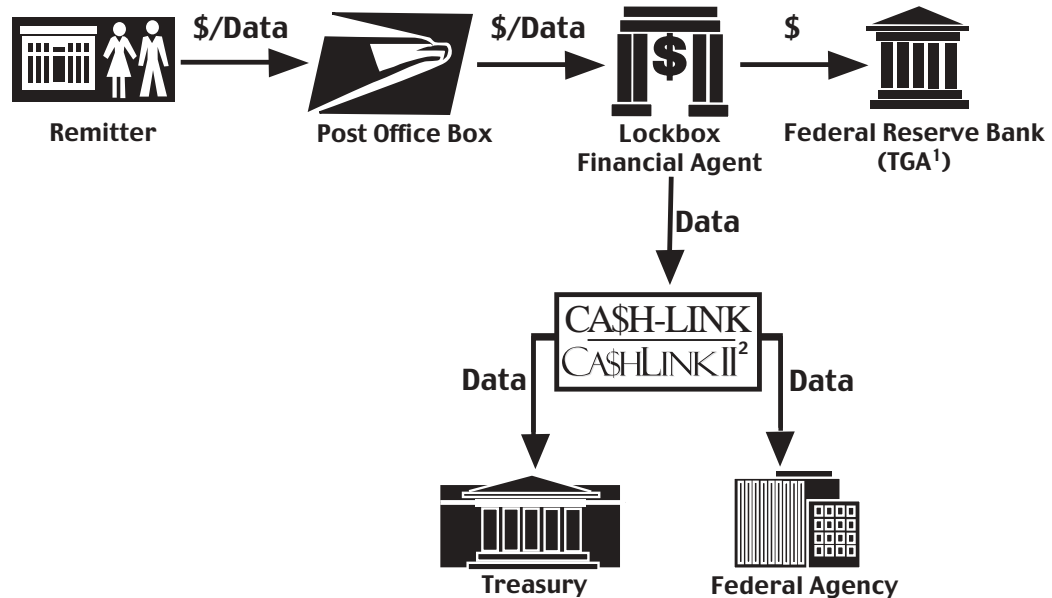 $/Data
$/Data
$
$
Remitter
Post Office Box
Lockbox
Financial Agent
Federal Reserve Bank
(TGA¹)
Data
CA$H-LINK
CA$HLINK II²
Data
Data
Treasury
Federal Agency